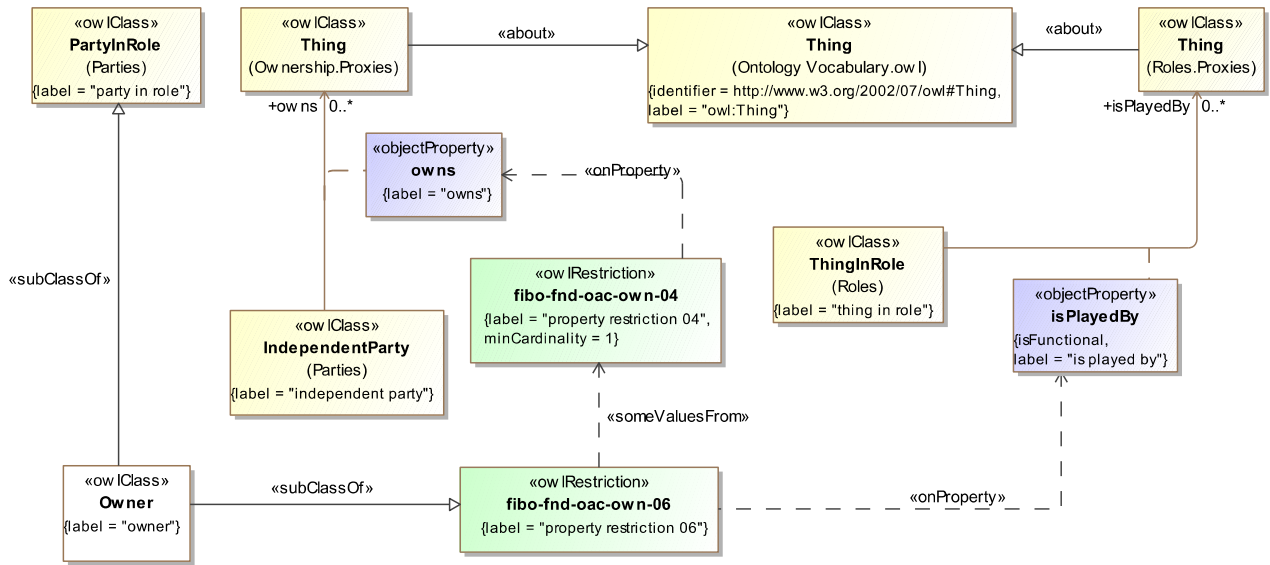 «owlClass»
PartyInRole
(Parties)
{label = "party in role"}
«owlClass»
Thing
(Ownership.Proxies)
«about»
«owlClass»
Thing
(Ontology Vocabulary.owl)
{identifier = http://www.w3.org/2002/07/owl#Thing,
label = "owl:Thing"}
«about»
«owlClass»
Thing
(Roles.Proxies)
+owns 0..*
+isPlayedBy 0..*
«objectProperty»
owns
{label = "owns"}
«onProperty»
«subClassOf»
«owlRestriction»
fibo-fnd-oac-own-04
{label = "property restriction 04",
minCardinality = 1}
«owlClass»
ThingInRole
(Roles)
{label = "thing in role"}
«objectProperty»
isPlayedBy
{isFunctional,
label = "is played by"}
«owlClass»
IndependentParty
(Parties)
{label = "independent party"}
«someValuesFrom»
«owlClass»
Owner
{label = "owner"}
«subClassOf»
«owlRestriction»
fibo-fnd-oac-own-06
{label = "property restriction 06"}
«onProperty»